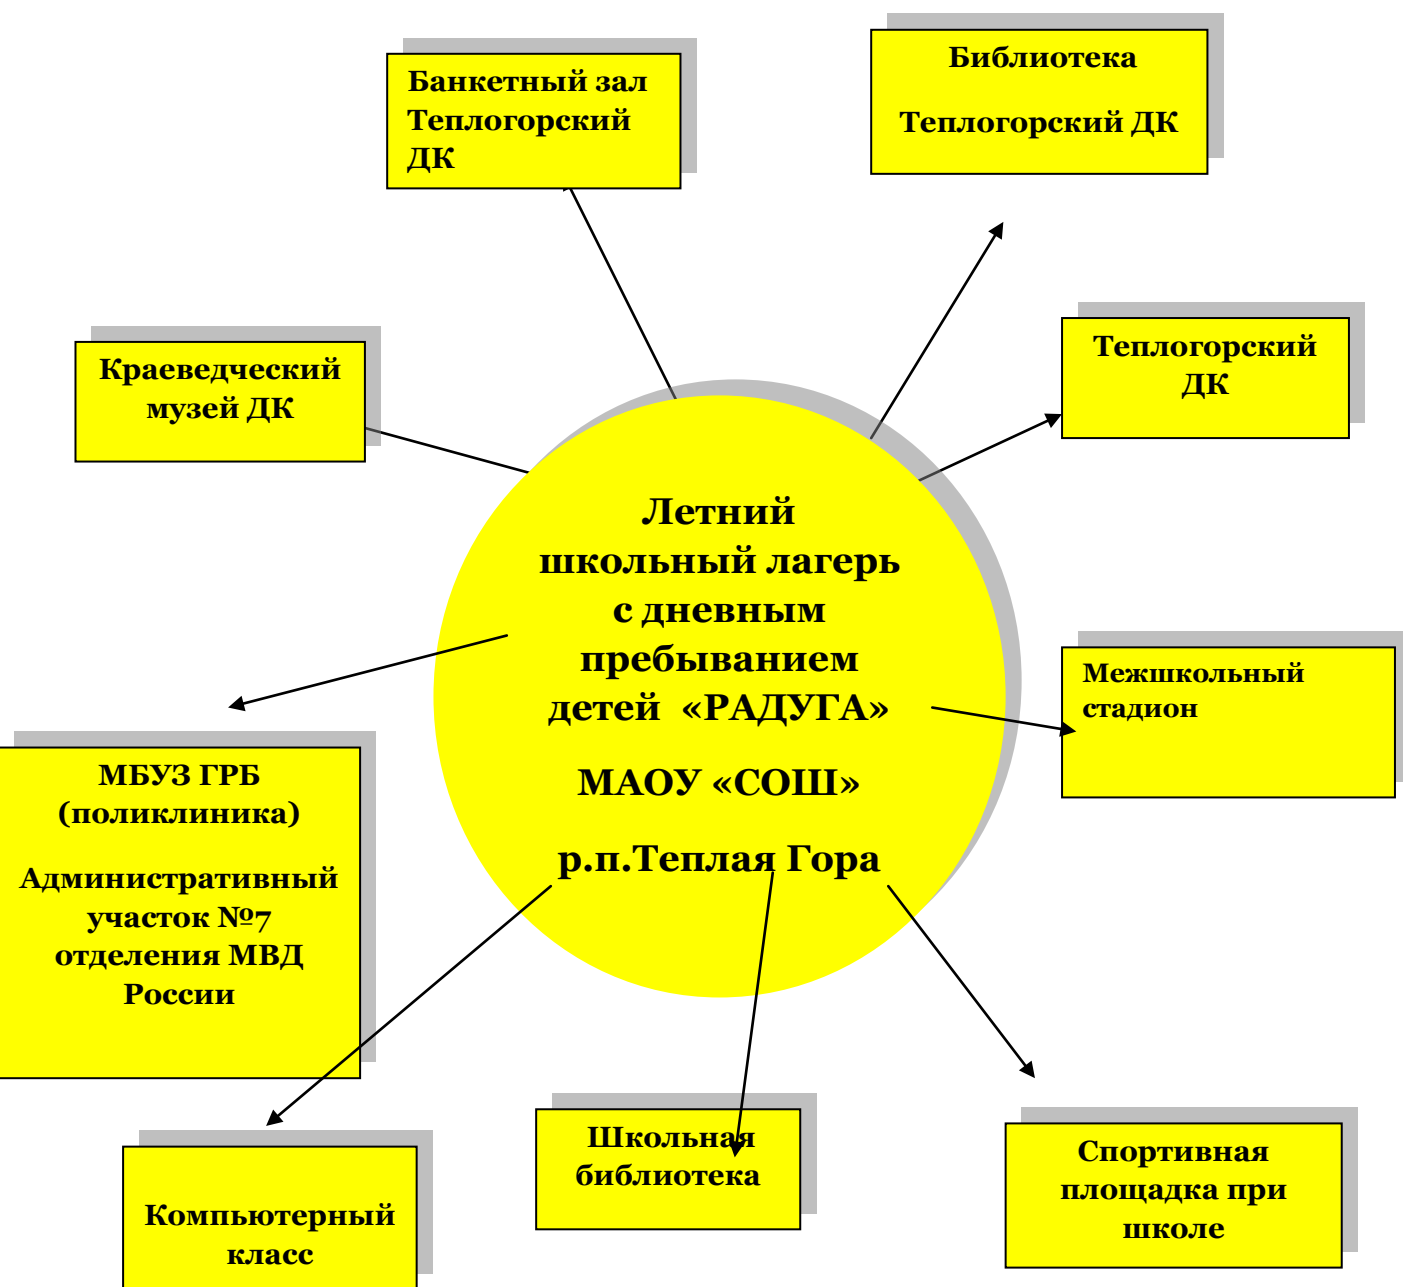 Банкетный зал
Теплогорский
ДК
Библиотека
Теплогорский ДК
Краеведческий
музей ДК
Теплогорский
ДК
Летний
школьный лагерь
с дневным
пребыванием
детей «РАДУГА»
МАОУ «СОШ»
р.п.Теплая Гора
Межшкольный
стадион
МБУЗ ГРБ
(поликлиника)
Административный
участок №7
отделения МВД
России
Компьютерный
класс
Школьная
библиотека
Спортивная
площадка при
школе